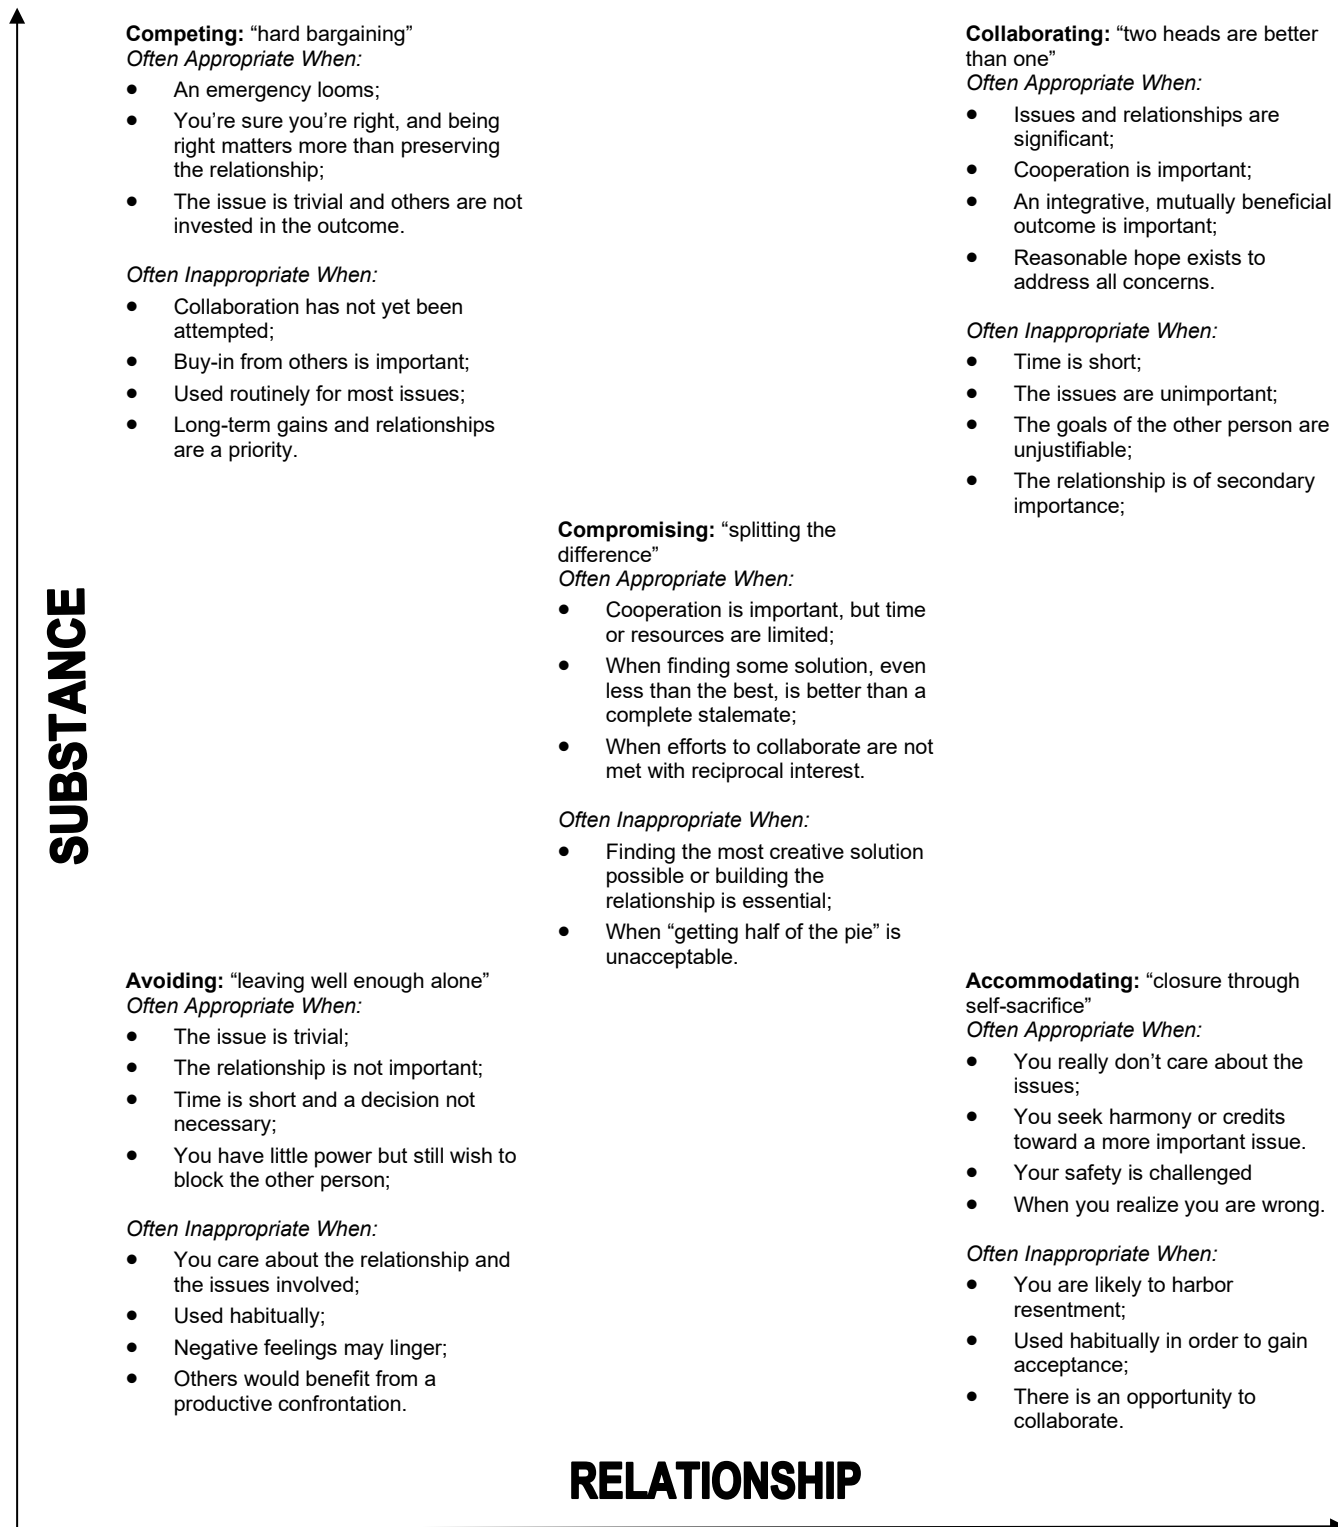 Competing: “hard bargaining”
Often Appropriate When:
● An emergency looms;
● You’re sure you’re right, and being
right matters more than preserving
the relationship;
● The issue is trivial and others are not
invested in the outcome.
Often Inappropriate When:
● Collaboration has not yet been
attempted;
● Buy-in from others is important;
● Used routinely for most issues;
● Long-term gains and relationships
are a priority.
Collaborating: “two heads are better
than one”
Often Appropriate When:
● Issues and relationships are
significant;
● Cooperation is important;
● An integrative, mutually beneficial
outcome is important;
● Reasonable hope exists to
address all concerns.
Often Inappropriate When:
● Time is short;
● The issues are unimportant;
● The goals of the other person are
unjustifiable;
● The relationship is of secondary
importance;
SUBSTANCE
Compromising: “splitting the
difference”
Often Appropriate When:
● Cooperation is important, but time
or resources are limited;
● When finding some solution, even
less than the best, is better than a
complete stalemate;
● When efforts to collaborate are not
met with reciprocal interest.
Often Inappropriate When:
● Finding the most creative solution
possible or building the
relationship is essential;
● When “getting half of the pie” is
unacceptable.
Avoiding: “leaving well enough alone”
Often Appropriate When:
● The issue is trivial;
● The relationship is not important;
● Time is short and a decision not
necessary;
● You have little power but still wish to
block the other person;
Often Inappropriate When:
● You care about the relationship and
the issues involved;
● Used habitually;
● Negative feelings may linger;
● Others would benefit from a
productive confrontation.
Accommodating: “closure through
self-sacrifice”
Often Appropriate When:
● You really don’t care about the
issues;
● You seek harmony or credits
toward a more important issue.
● Your safety is challenged
● When you realize you are wrong.
Often Inappropriate When:
● You are likely to harbor
resentment;
● Used habitually in order to gain
acceptance;
● There is an opportunity to
collaborate.
RELATIONSHIP